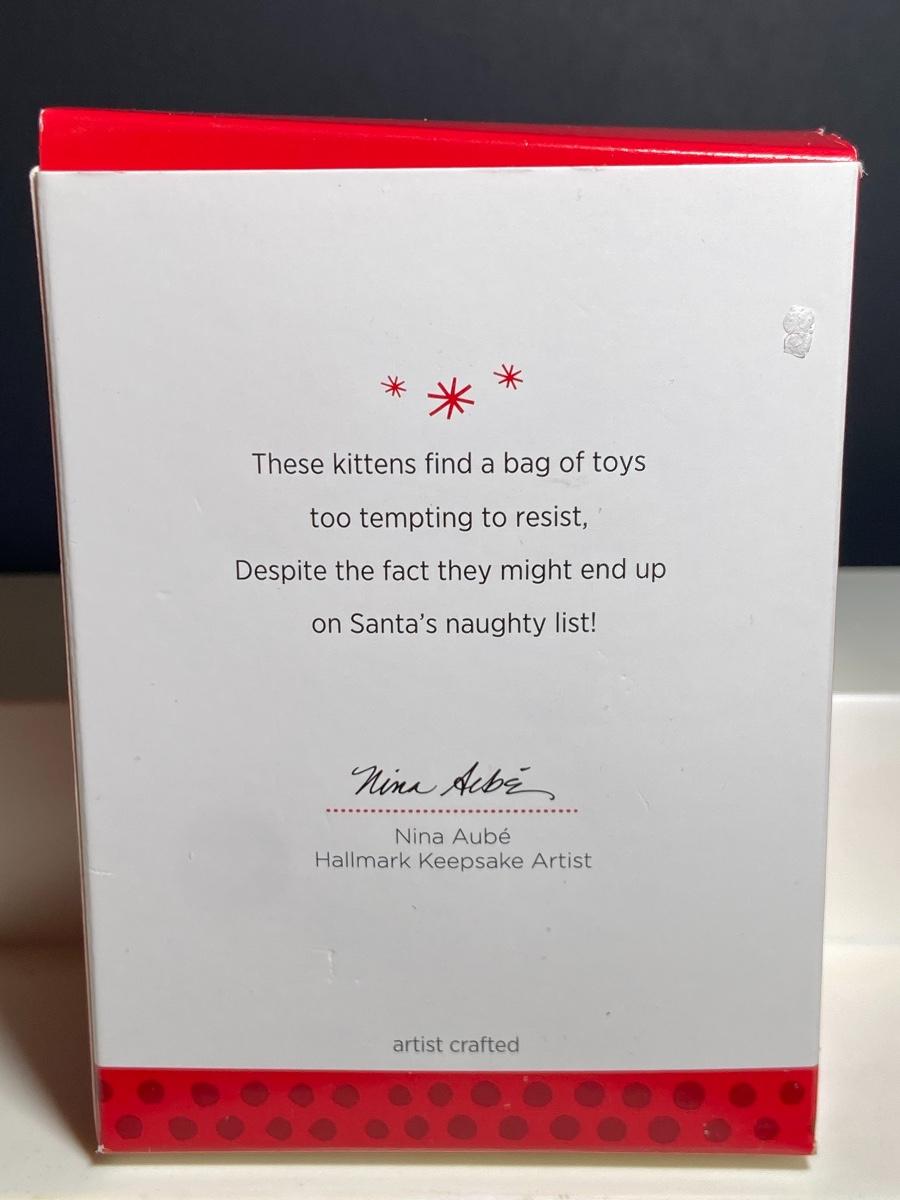 These kittens find a bag of toys
too tempting to resist,
Despite the fact they might end up
on Santa's naughty list!
Nina Aubé
Nina Aubé
Hallmark Keepsake Artist
artist crafted